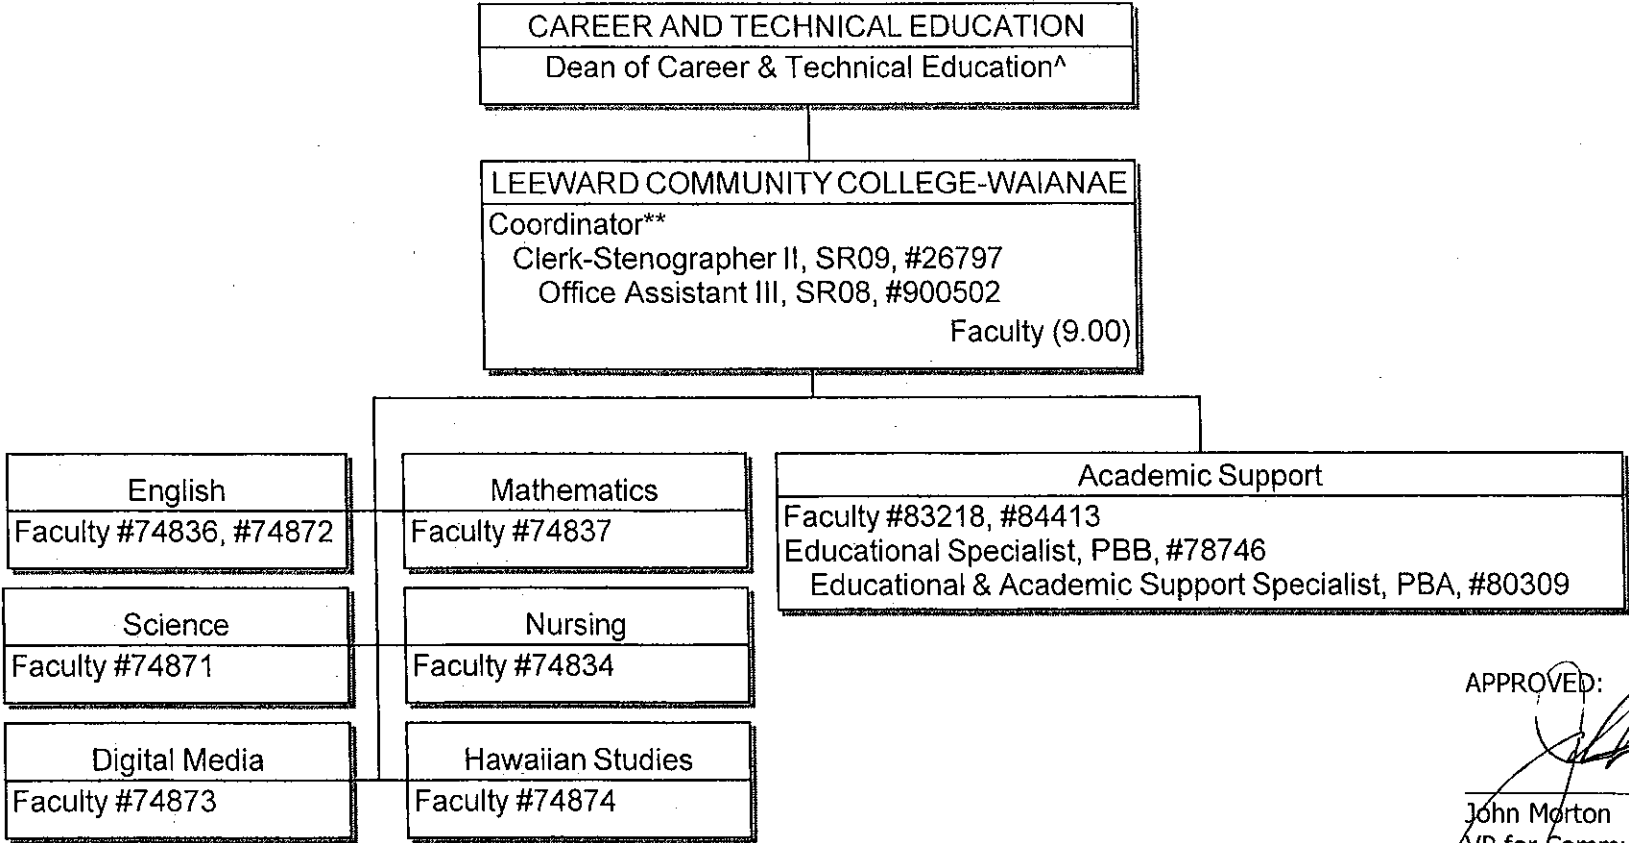 CAREER AND TECHNICAL EDUCATION
Dean of Career & Technical Education^
LEEWARD COMMUNITY COLLEGE-WAIANAE
Coordinator**
Clerk-Stenographer II, SR09, #26797
Office Assistant III, SR08, #900502
Faculty (9.00)
English
Faculty #74836, #74872
Mathematics
Faculty #74837
Academic Support
Faculty #83218, #84413
Educational Specialist, PBB, #78746
Educational & Academic Support Specialist, PBA, #80309
Science
Faculty #74871
Nursing
Faculty #74834
Digital Media
Faculty #74873
Hawaiian Studies
Faculty #74874
APPROVED:
John Morton
VP for